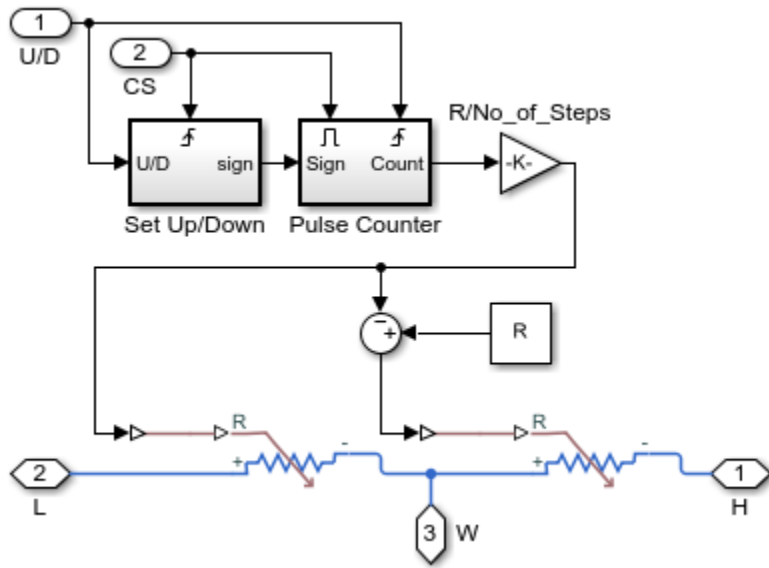 1
U/D
2
CS
R/No_of_Steps
U/D sign
Sign Count
-K-
Set Up/Down
Pulse Counter
−
+
R
R
R
+ -
+ -
2
L
3
W
1
H